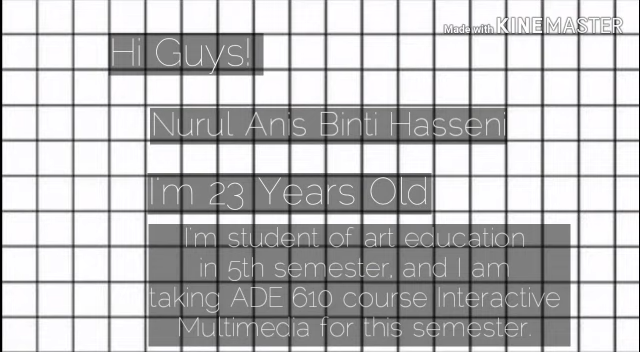 Made with KINEMASTER
Hi Guys!
Nurul Anis Binti Hasseni
I'm 23 Years Old
I'm student of art education
in 5th semester, and I am
taking ADE 610 course Interactive
Multimedia for this semester.